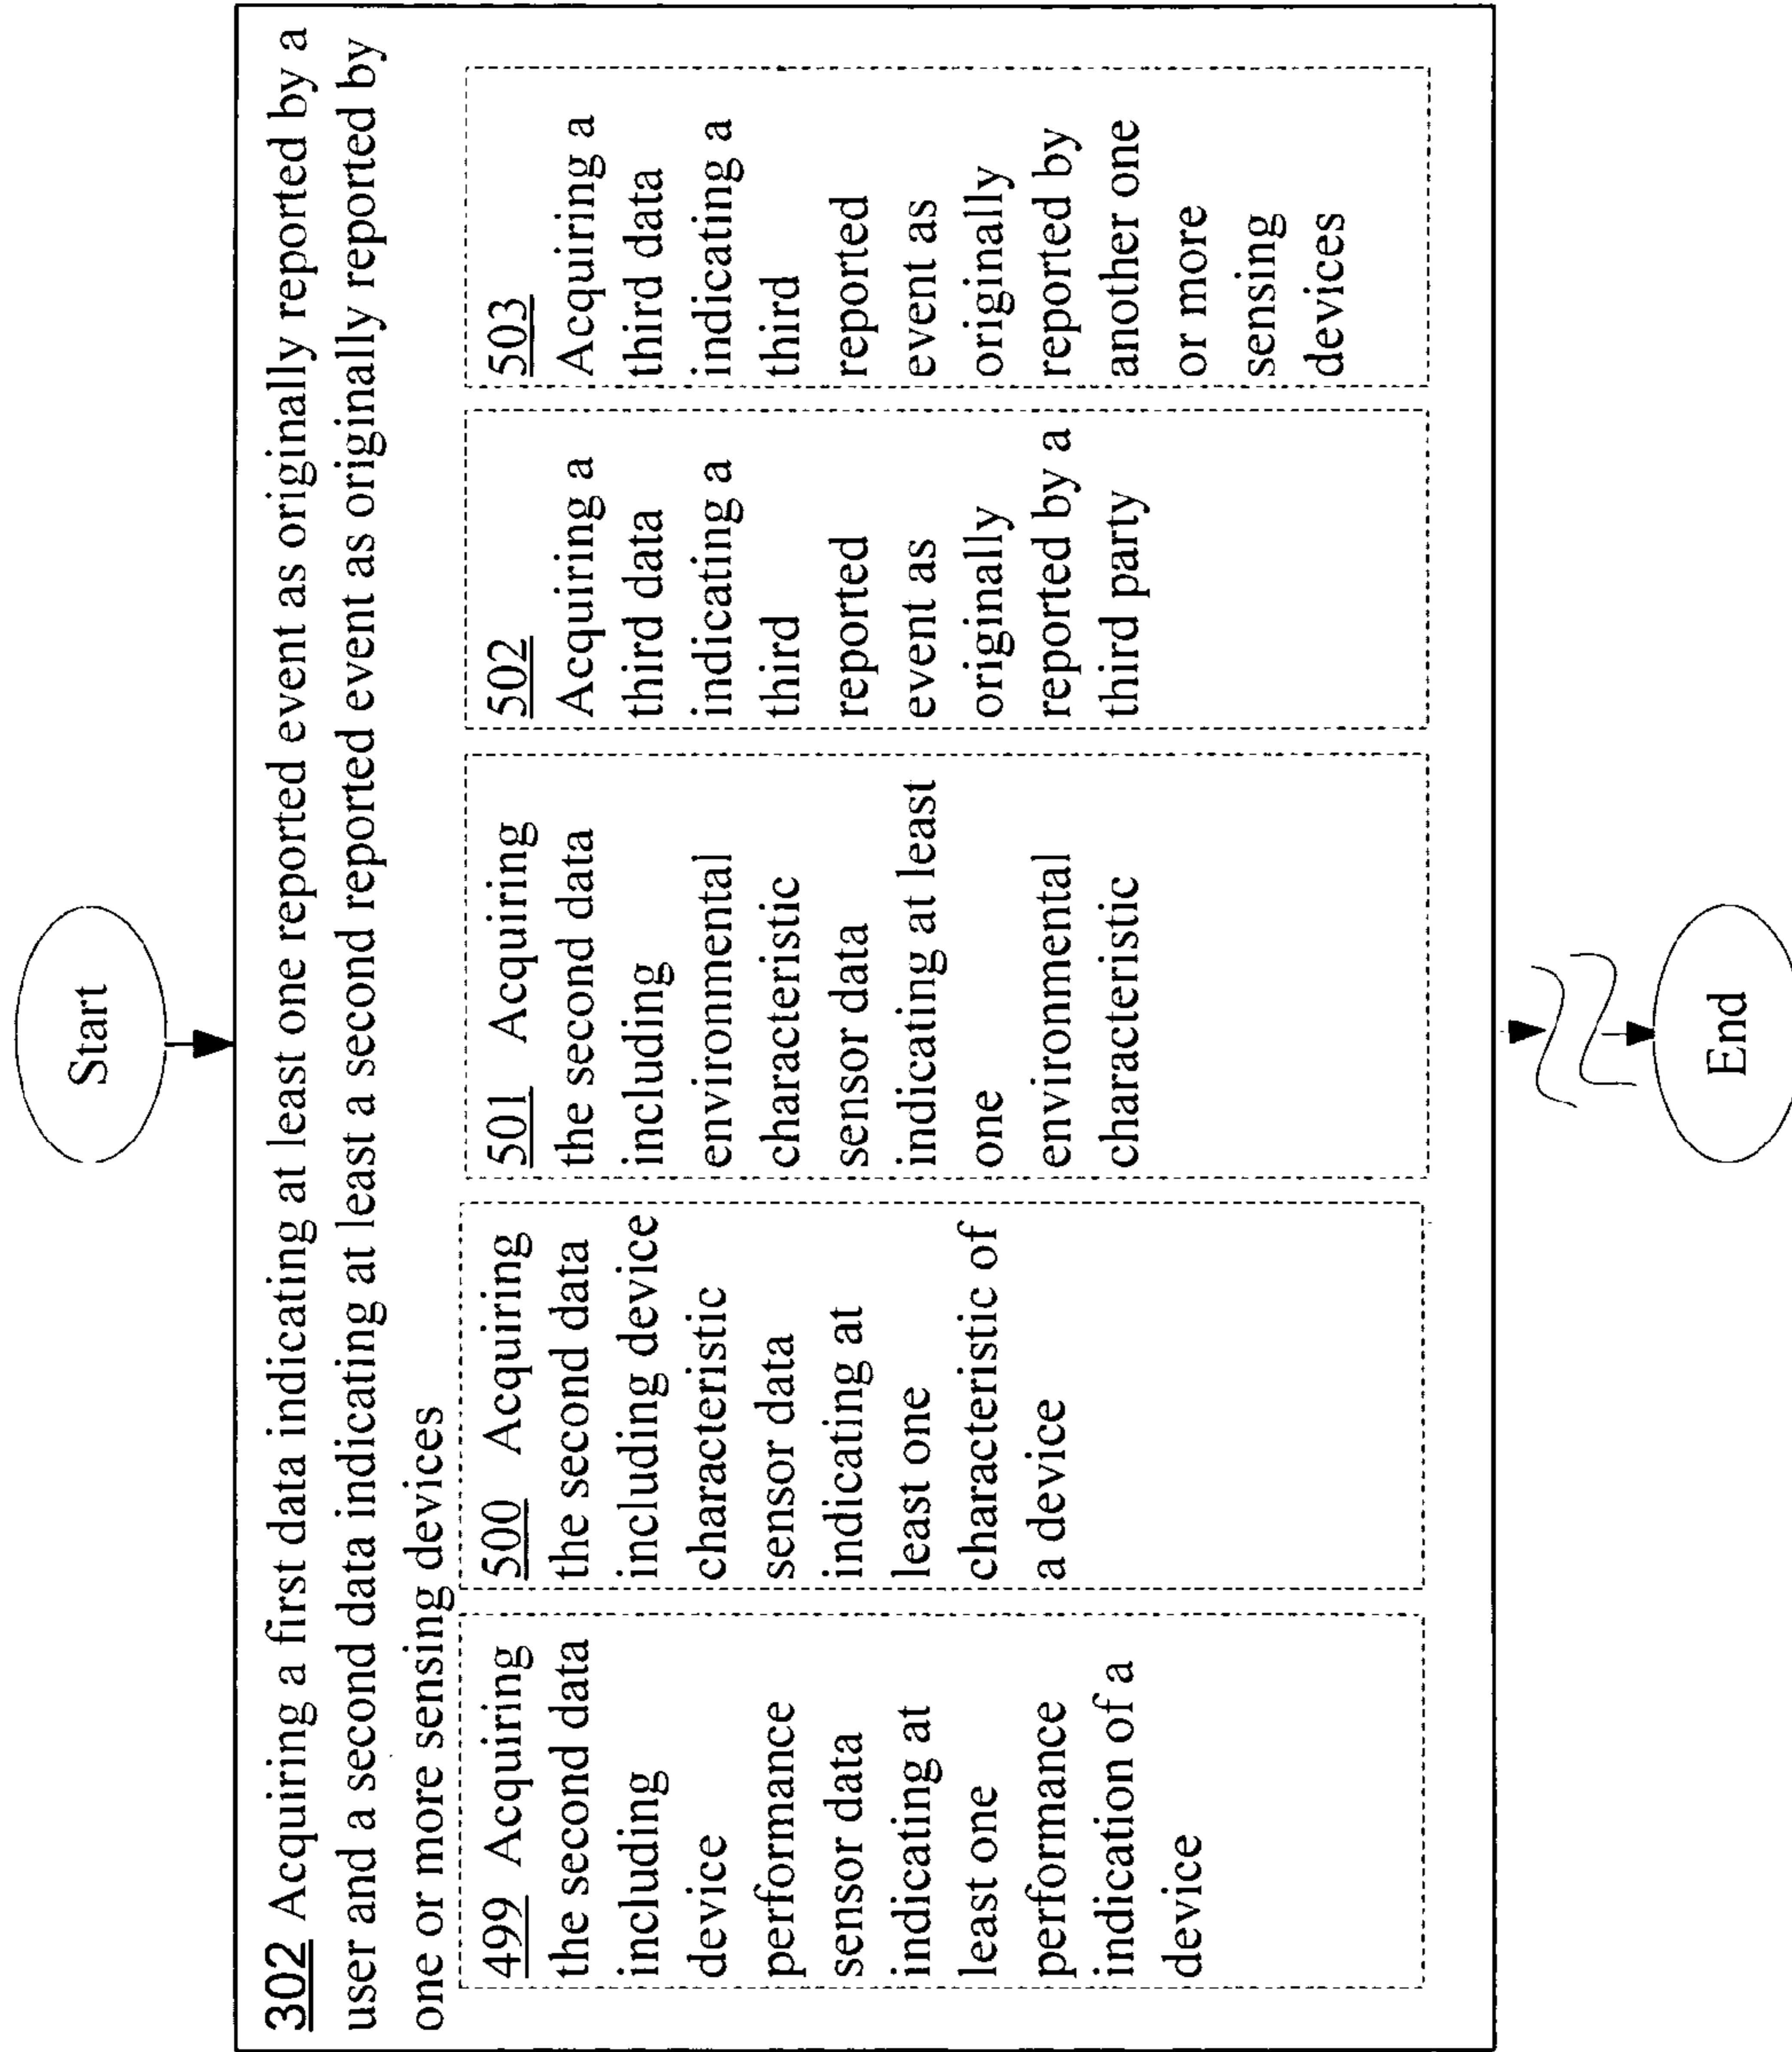 Start
302 Acquiring a first data indicating at least one reported event as originally reported by a
user and a second data indicating at least a second reported event as originally reported by
one or more sensing devices
499 Acquiring
the second data
including
device
performance
sensor data
indicating at
least one
performance
indication of a
device
500 Acquiring
the second data
including device
characteristic
sensor data
indicating at
least one
characteristic of
a device
501 Acquiring
the second data
including
environmental
characteristic
sensor data
indicating at least
one
environmental
characteristic
502
Acquiring a
third data
indicating a
third
reported
event as
originally
reported by a
third party
503
Acquiring a
third data
indicating a
third
reported
event as
originally
reported by
another one
or more
sensing
devices
End